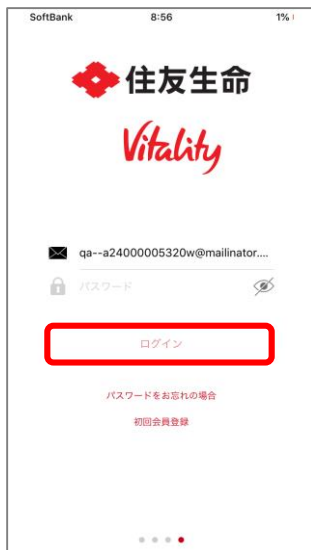 SoftBank 8:56 1%
住友生命
Vitality
qa--a24000005320w@mailinator....
パスワード
ログイン
パスワードをお忘れの場合
初回会員登録